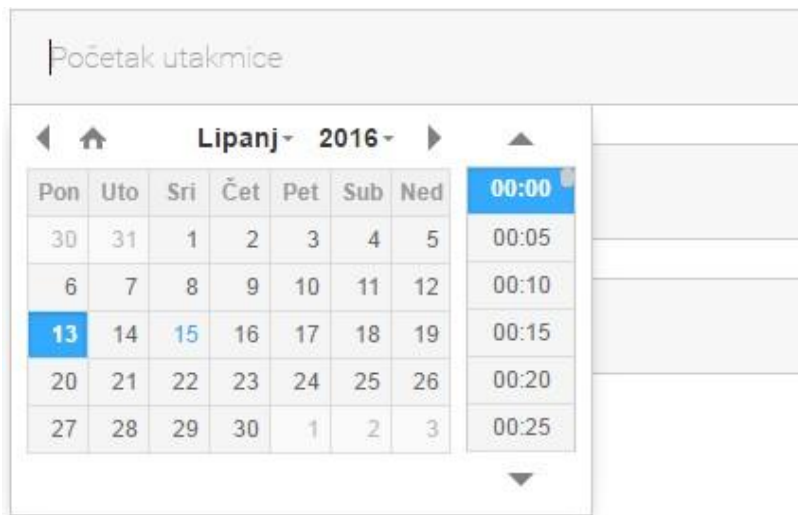 Početak utakmice
Lipanj 2016
Pon Uto Sri Čet Pet Sub Ned
30 31 1 2 3 4 5
6 7 8 9 10 11 12
13 14 15 16 17 18 19
20 21 22 23 24 25 26
27 28 29 30 1 2 3
00:00
00:05
00:10
00:15
00:20
00:25